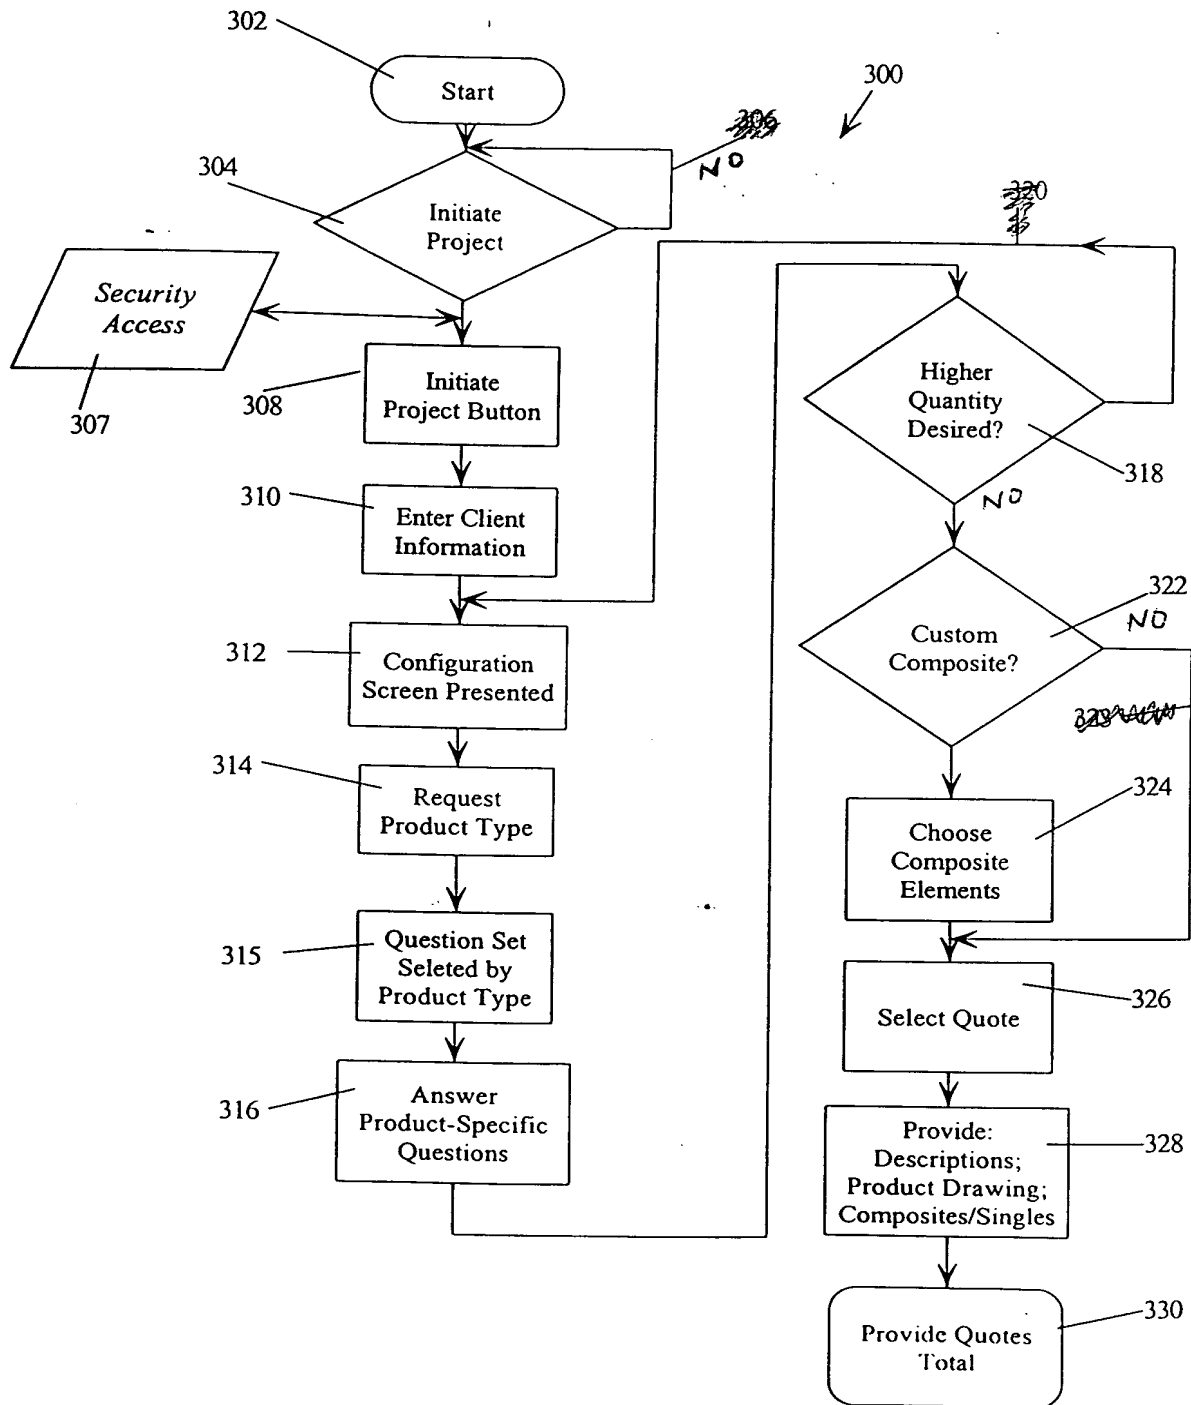 302
Start
300
NO
304
Initiate
Project
Security
Access
307
308
Initiate
Project Button
310
Enter Client
Information
312
Configuration
Screen Presented
314
Request
Product Type
315
Question Set
Seleted by
Product Type
316
Answer
Product-Specific
Questions
Higher
Quantity
Desired?
318
NO
322
NO
Custom
Composite?
324
Choose
Composite
Elements
326
Select Quote
328
Provide:
Descriptions;
Product Drawing;
Composites/Singles
330
Provide Quotes
Total